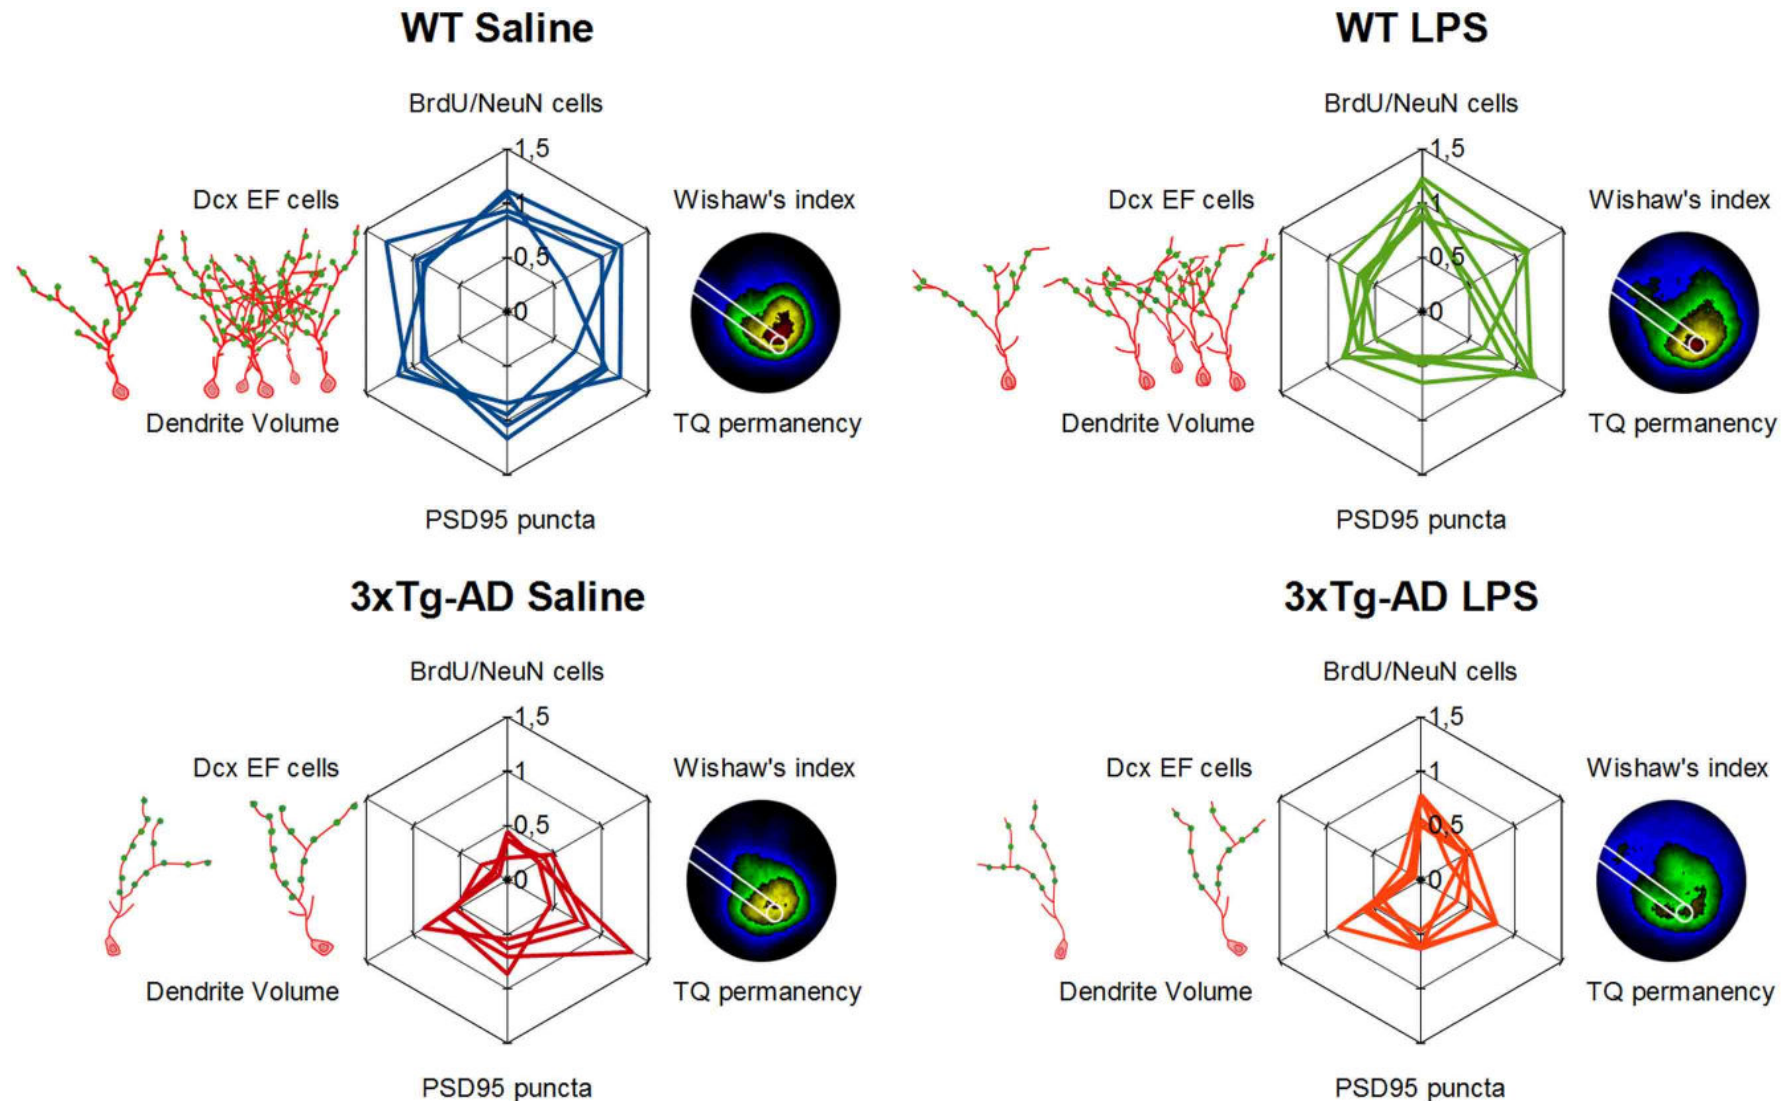 WT Saline
BrdU/NeuN cells
1,5
Dcx EF cells
Wishaw's index
1
0,5
0
Dendrite Volume
TQ permanency
PSD95 puncta
WT LPS
BrdU/NeuN cells
1,5
Dcx EF cells
Wishaw's index
1
0,5
0
Dendrite Volume
TQ permanency
PSD95 puncta
3xTg-AD Saline
BrdU/NeuN cells
1,5
Dcx EF cells
Wishaw's index
1
0,5
0
Dendrite Volume
TQ permanency
PSD95 puncta
3xTg-AD LPS
BrdU/NeuN cells
1,5
Dcx EF cells
Wishaw's index
1
0,5
0
Dendrite Volume
TQ permanency
PSD95 puncta